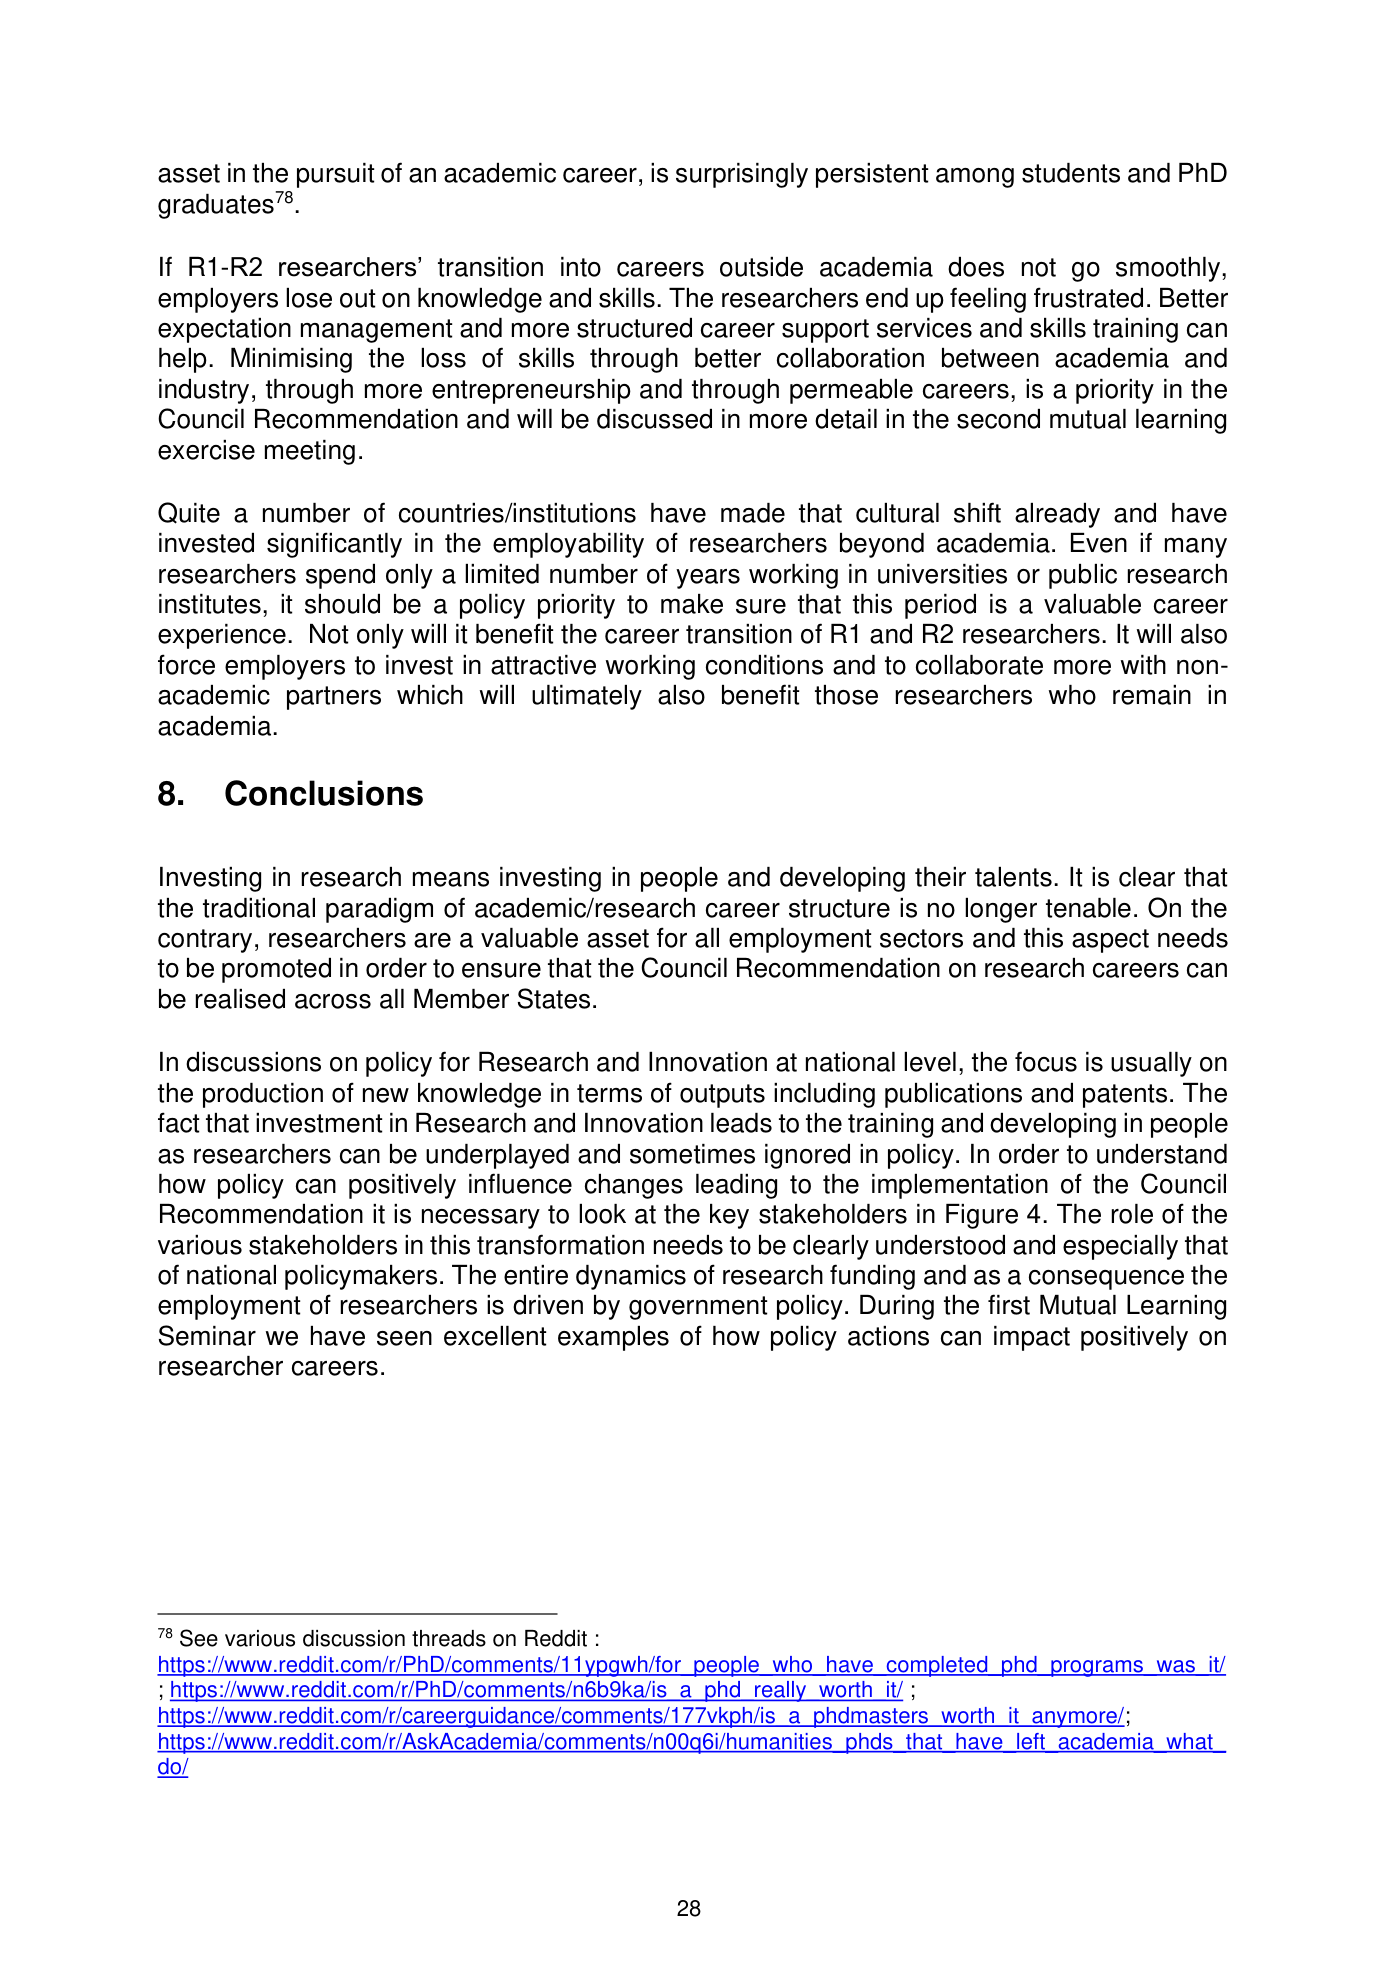 asset in the pursuit of an academic career, is surprisingly persistent among students and PhD
graduates78.
If R1-R2 researchers’ transition into careers outside academia does not go smoothly,
employers lose out on knowledge and skills. The researchers end up feeling frustrated. Better
expectation management and more structured career support services and skills training can
help. Minimising the loss of skills through better collaboration between academia and
industry, through more entrepreneurship and through permeable careers, is a priority in the
Council Recommendation and will be discussed in more detail in the second mutual learning
exercise meeting.
Quite a number of countries/institutions have made that cultural shift already and have
invested significantly in the employability of researchers beyond academia. Even if many
researchers spend only a limited number of years working in universities or public research
institutes, it should be a policy priority to make sure that this period is a valuable career
experience.  Not only will it benefit the career transition of R1 and R2 researchers. It will also
force employers to invest in attractive working conditions and to collaborate more with non-
academic partners which will ultimately also benefit those researchers who remain in
academia.
8. Conclusions
Investing in research means investing in people and developing their talents. It is clear that
the traditional paradigm of academic/research career structure is no longer tenable. On the
contrary, researchers are a valuable asset for all employment sectors and this aspect needs
to be promoted in order to ensure that the Council Recommendation on research careers can
be realised across all Member States.
In discussions on policy for Research and Innovation at national level, the focus is usually on
the production of new knowledge in terms of outputs including publications and patents. The
fact that investment in Research and Innovation leads to the training and developing in people
as researchers can be underplayed and sometimes ignored in policy. In order to understand
how policy can positively influence changes leading to the implementation of the Council
Recommendation it is necessary to look at the key stakeholders in Figure 4. The role of the
various stakeholders in this transformation needs to be clearly understood and especially that
of national policymakers. The entire dynamics of research funding and as a consequence the
employment of researchers is driven by government policy. During the first Mutual Learning
Seminar we have seen excellent examples of how policy actions can impact positively on
researcher careers.
78 See various discussion threads on Reddit :
https://www.reddit.com/r/PhD/comments/11ypgwh/for_people_who_have_completed_phd_programs_was_it/
; https://www.reddit.com/r/PhD/comments/n6b9ka/is_a_phd_really_worth_it/ ;
https://www.reddit.com/r/careerguidance/comments/177vkph/is_a_phdmasters_worth_it_anymore/;
https://www.reddit.com/r/AskAcademia/comments/n00q6i/humanities_phds_that_have_left_academia_what_
do/
28